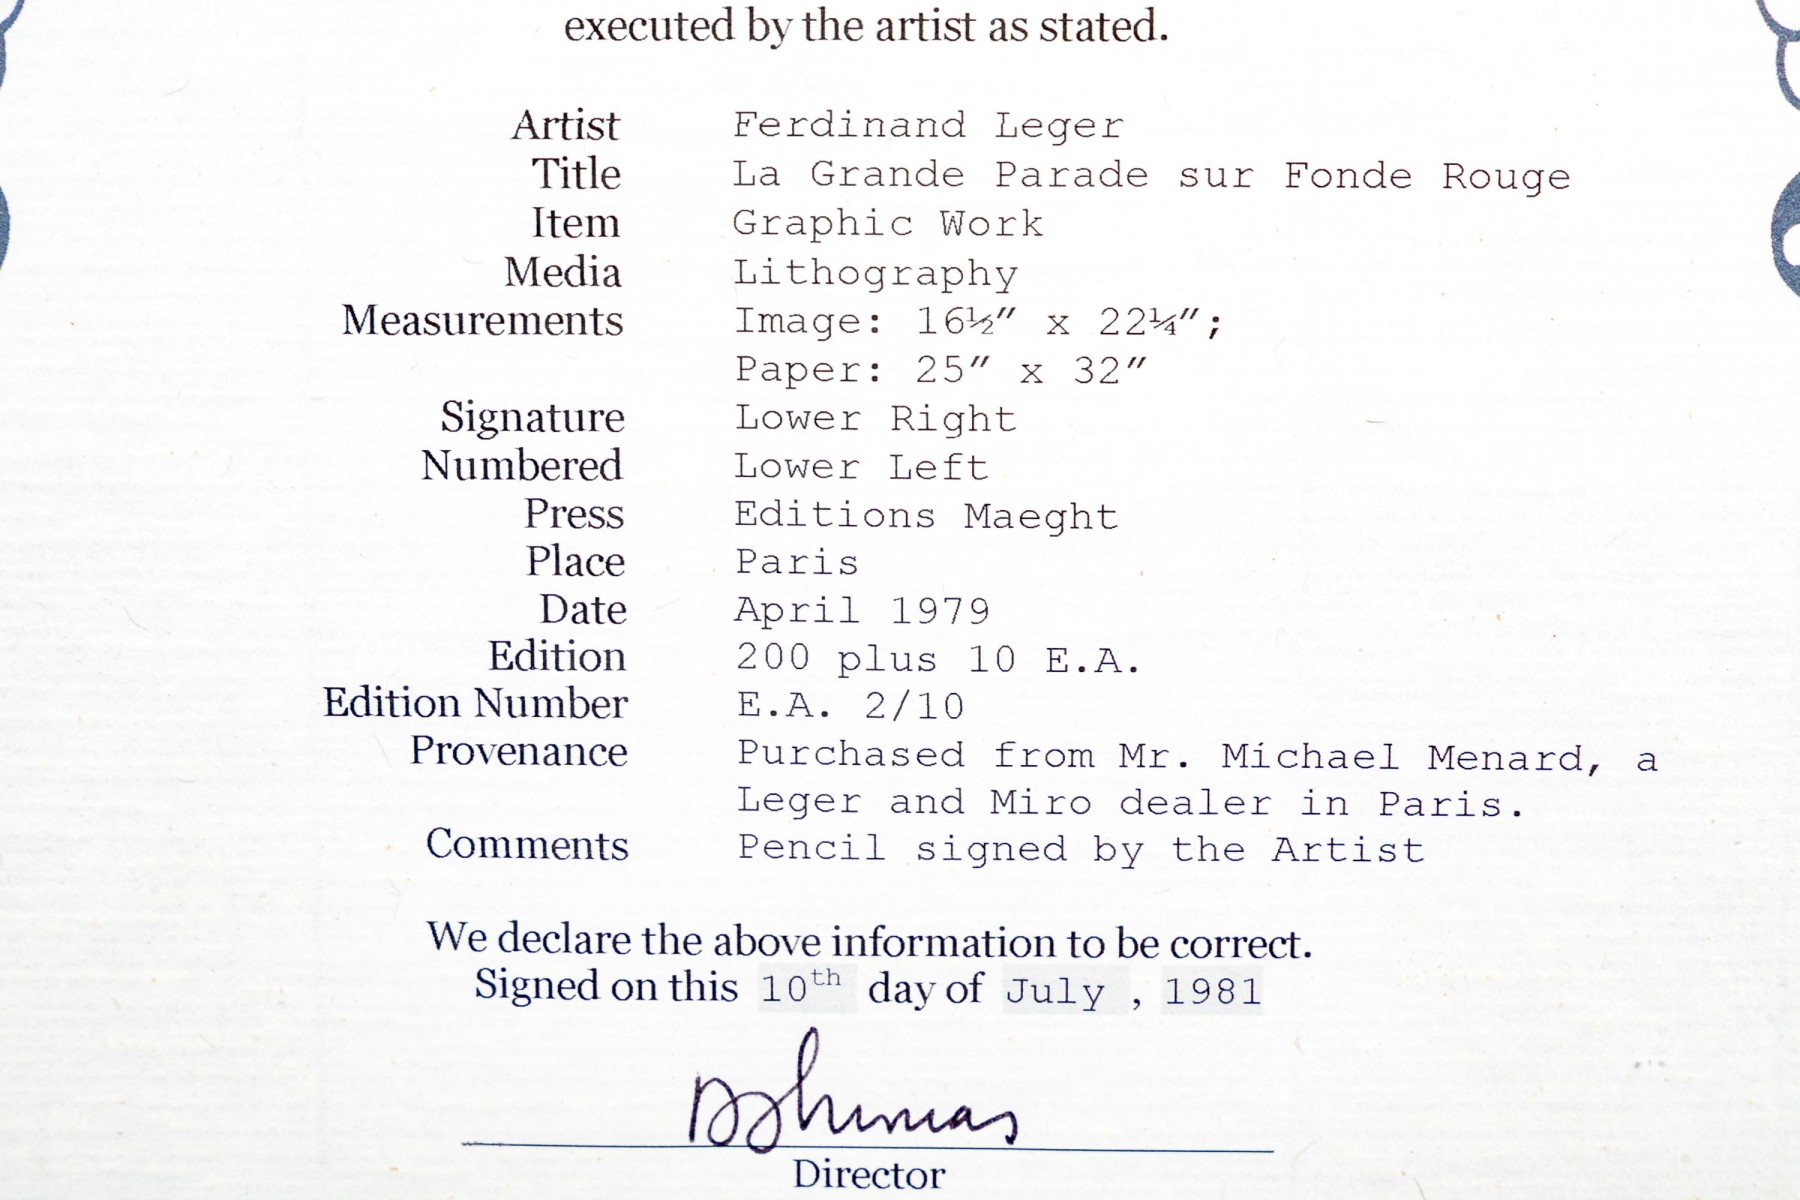 executed by the artist as stated.
Artist Ferdinand Leger
Title La Grande Parade sur Fonde Rouge
Item Graphic Work
Media Lithography
Measurements Image: 16½" x 22¼";
Paper: 25" x 32"
Signature Lower Right
Numbered Lower Left
Press Editions Maeght
Place Paris
Date April 1979
Edition 200 plus 10 E.A.
Edition Number E.A. 2/10
Provenance Purchased from Mr. Michael Menard, a
Leger and Miro dealer in Paris.
Comments Pencil signed by the Artist
We declare the above information to be correct.
Signed on this 10th day of July , 1981
Director